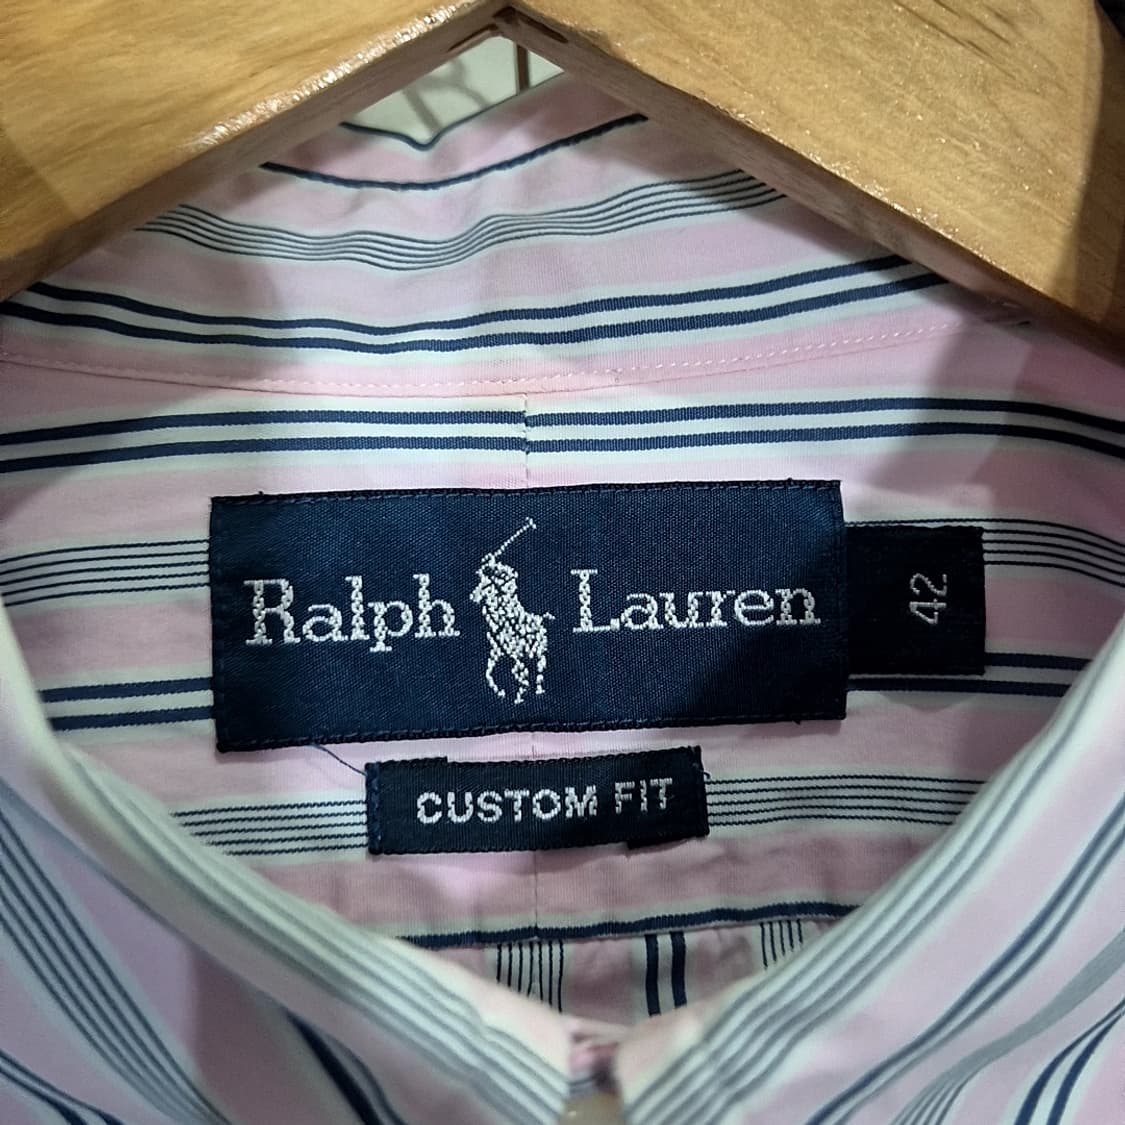 Ralph Lauren
42
CUSTOM FIT